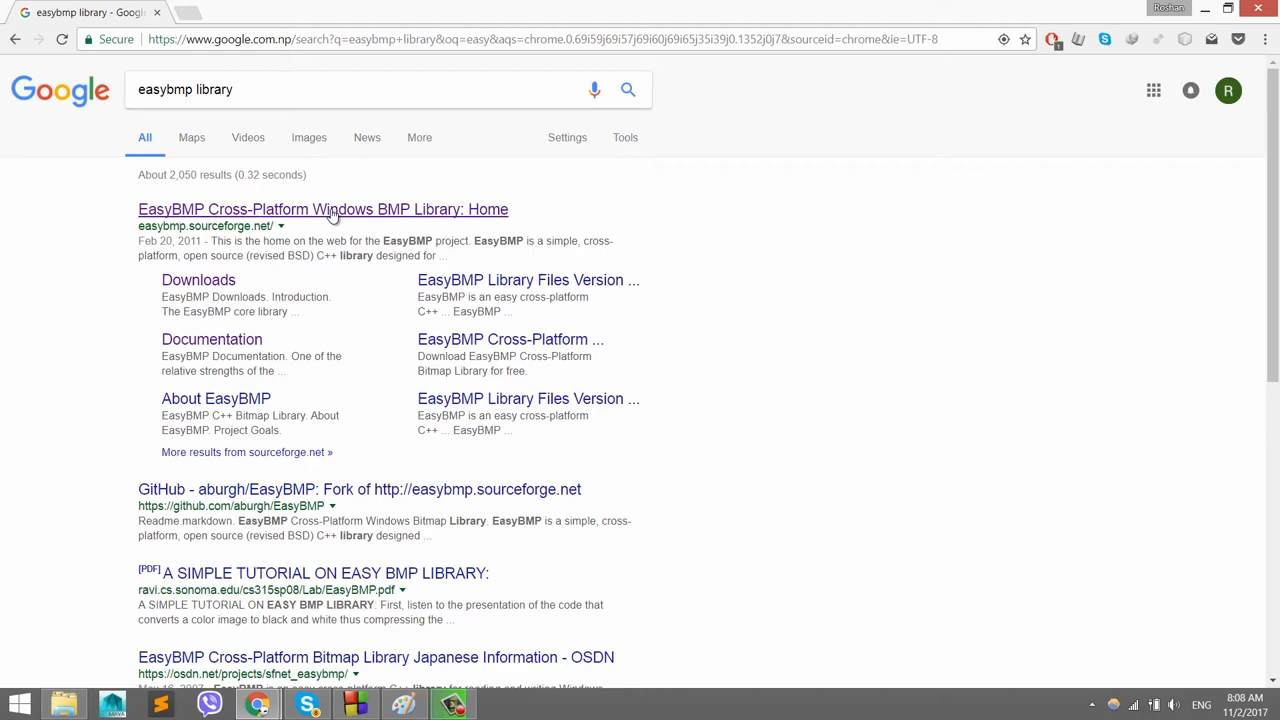 easybmp library - Goog
Roshan
Secure
https://www.google.com.np/search?q=easybmp+library&oq=easy&aqs=chrome.0.69i59j69i57j69i60j69i65j35i39j0.1352j0j7&sourceid=chrome&ie=UTF-8
1
Google
easybmp library
R
All
Maps
Videos
Images
News
More
Settings
Tools
About 2,050 results (0.32 seconds)
EasyBMP Cross-Platform Windows BMP Library: Home
easybmp.sourceforge.net/
Feb 20, 2011 - This is the home on the web for the EasyBMP project. EasyBMP is a simple, cross-
platform, open source (revised BSD) C++ library designed for ...
Downloads
EasyBMP Downloads. Introduction.
The EasyBMP core library ...
EasyBMP Library Files Version ...
EasyBMP is an easy cross-platform
C++ ... EasyBMP ...
Documentation
EasyBMP Documentation. One of the
relative strengths of the ...
EasyBMP Cross-Platform ...
Download EasyBMP Cross-Platform
Bitmap Library for free.
About EasyBMP
EasyBMP C++ Bitmap Library. About
EasyBMP. Project Goals.
EasyBMP Library Files Version ...
EasyBMP is an easy cross-platform
C++ ... EasyBMP ...
More results from sourceforge.net »
GitHub - aburgh/EasyBMP: Fork of http://easybmp.sourceforge.net
https://github.com/aburgh/EasyBMP
Readme.markdown. EasyBMP Cross-Platform Windows Bitmap Library. EasyBMP is a simple, cross-
platform, open source (revised BSD) C++ library designed ...
[PDF] A SIMPLE TUTORIAL ON EASY BMP LIBRARY:
ravi.cs.sonoma.edu/cs315sp08/Lab/EasyBMP.pdf
A SIMPLE TUTORIAL ON EASY BMP LIBRARY: First, listen to the presentation of the code that
converts a color image to black and white thus compressing the ...
EasyBMP Cross-Platform Bitmap Library Japanese Information - OSDN
https://osdn.net/projects/sfnet_easybmp/
MAYA
ENG
8:08 AM
11/2/2017